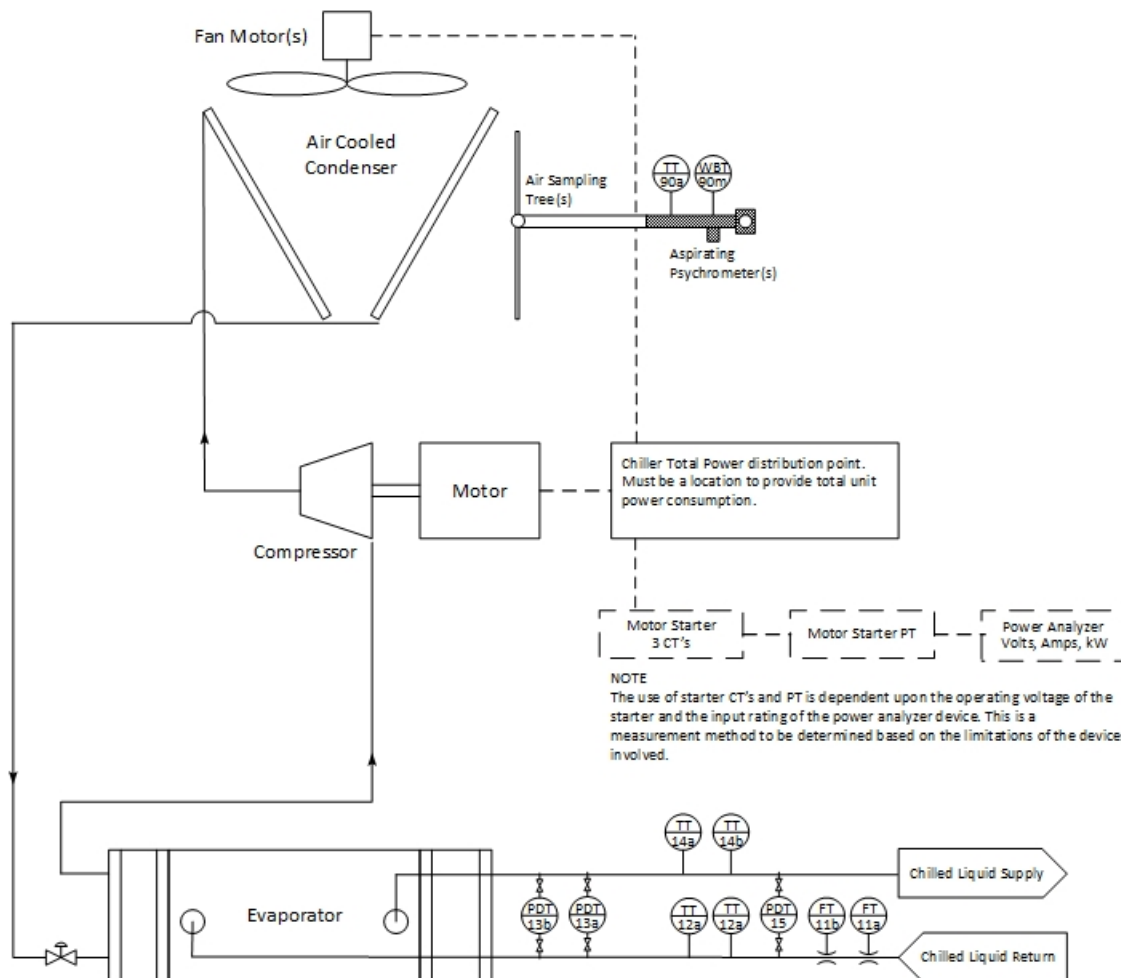 Fan Motor(s)
Air Cooled
Condenser
Air Sampling
Tree(s)
TT
90a
WBT
90m
Aspirating
Psychrometer(s)
Chiller Total Power distribution point.
Must be a location to provide total unit
power consumption.
Motor
Compressor
Motor Starter
3 CT's
Motor Starter PT
Power Analyzer
Volts, Amps, kW
NOTE
The use of starter CT's and PT is dependent upon the operating voltage of the
starter and the input rating of the power analyzer device. This is a
measurement method to be determined based on the limitations of the device
involved.
TT
14a
TT
14b
Chilled Liquid Supply
Evaporator
PDT
13b
PDT
13a
TT
12a
TT
12a
PDT
15
FT
11b
FT
11a
Chilled Liquid Return